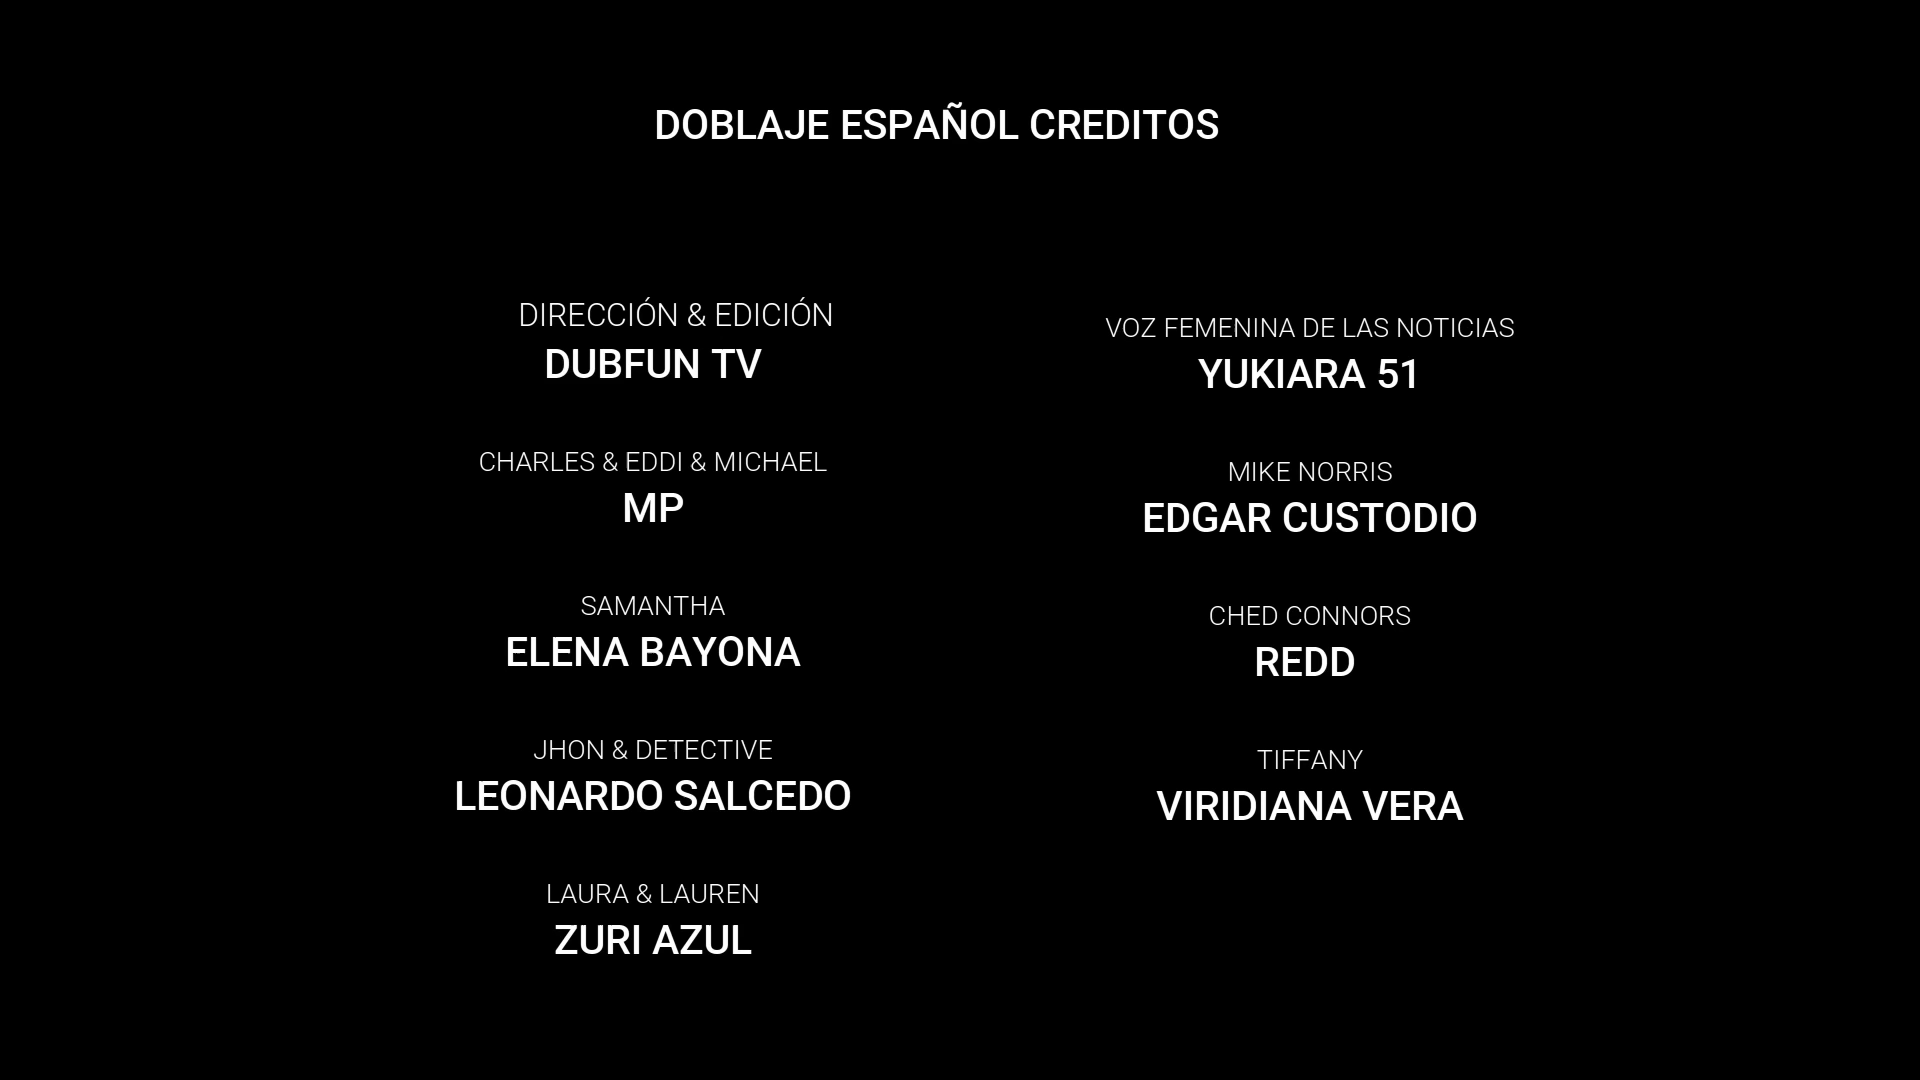 DOBLAJE ESPAÑOL CREDITOS
DIRECCIÓN & EDICIÓN
DUBFUN TV
CHARLES & EDDI & MICHAEL
MP
SAMANTHA
ELENA BAYONA
JHON & DETECTIVE
LEONARDO SALCEDO
LAURA & LAUREN
ZURI AZUL
VOZ FEMENINA DE LAS NOTICIAS
YUKIARA 51
MIKE NORRIS
EDGAR CUSTODIO
CHED CONNORS
REDD
TIFFANY
VIRIDIANA VERA